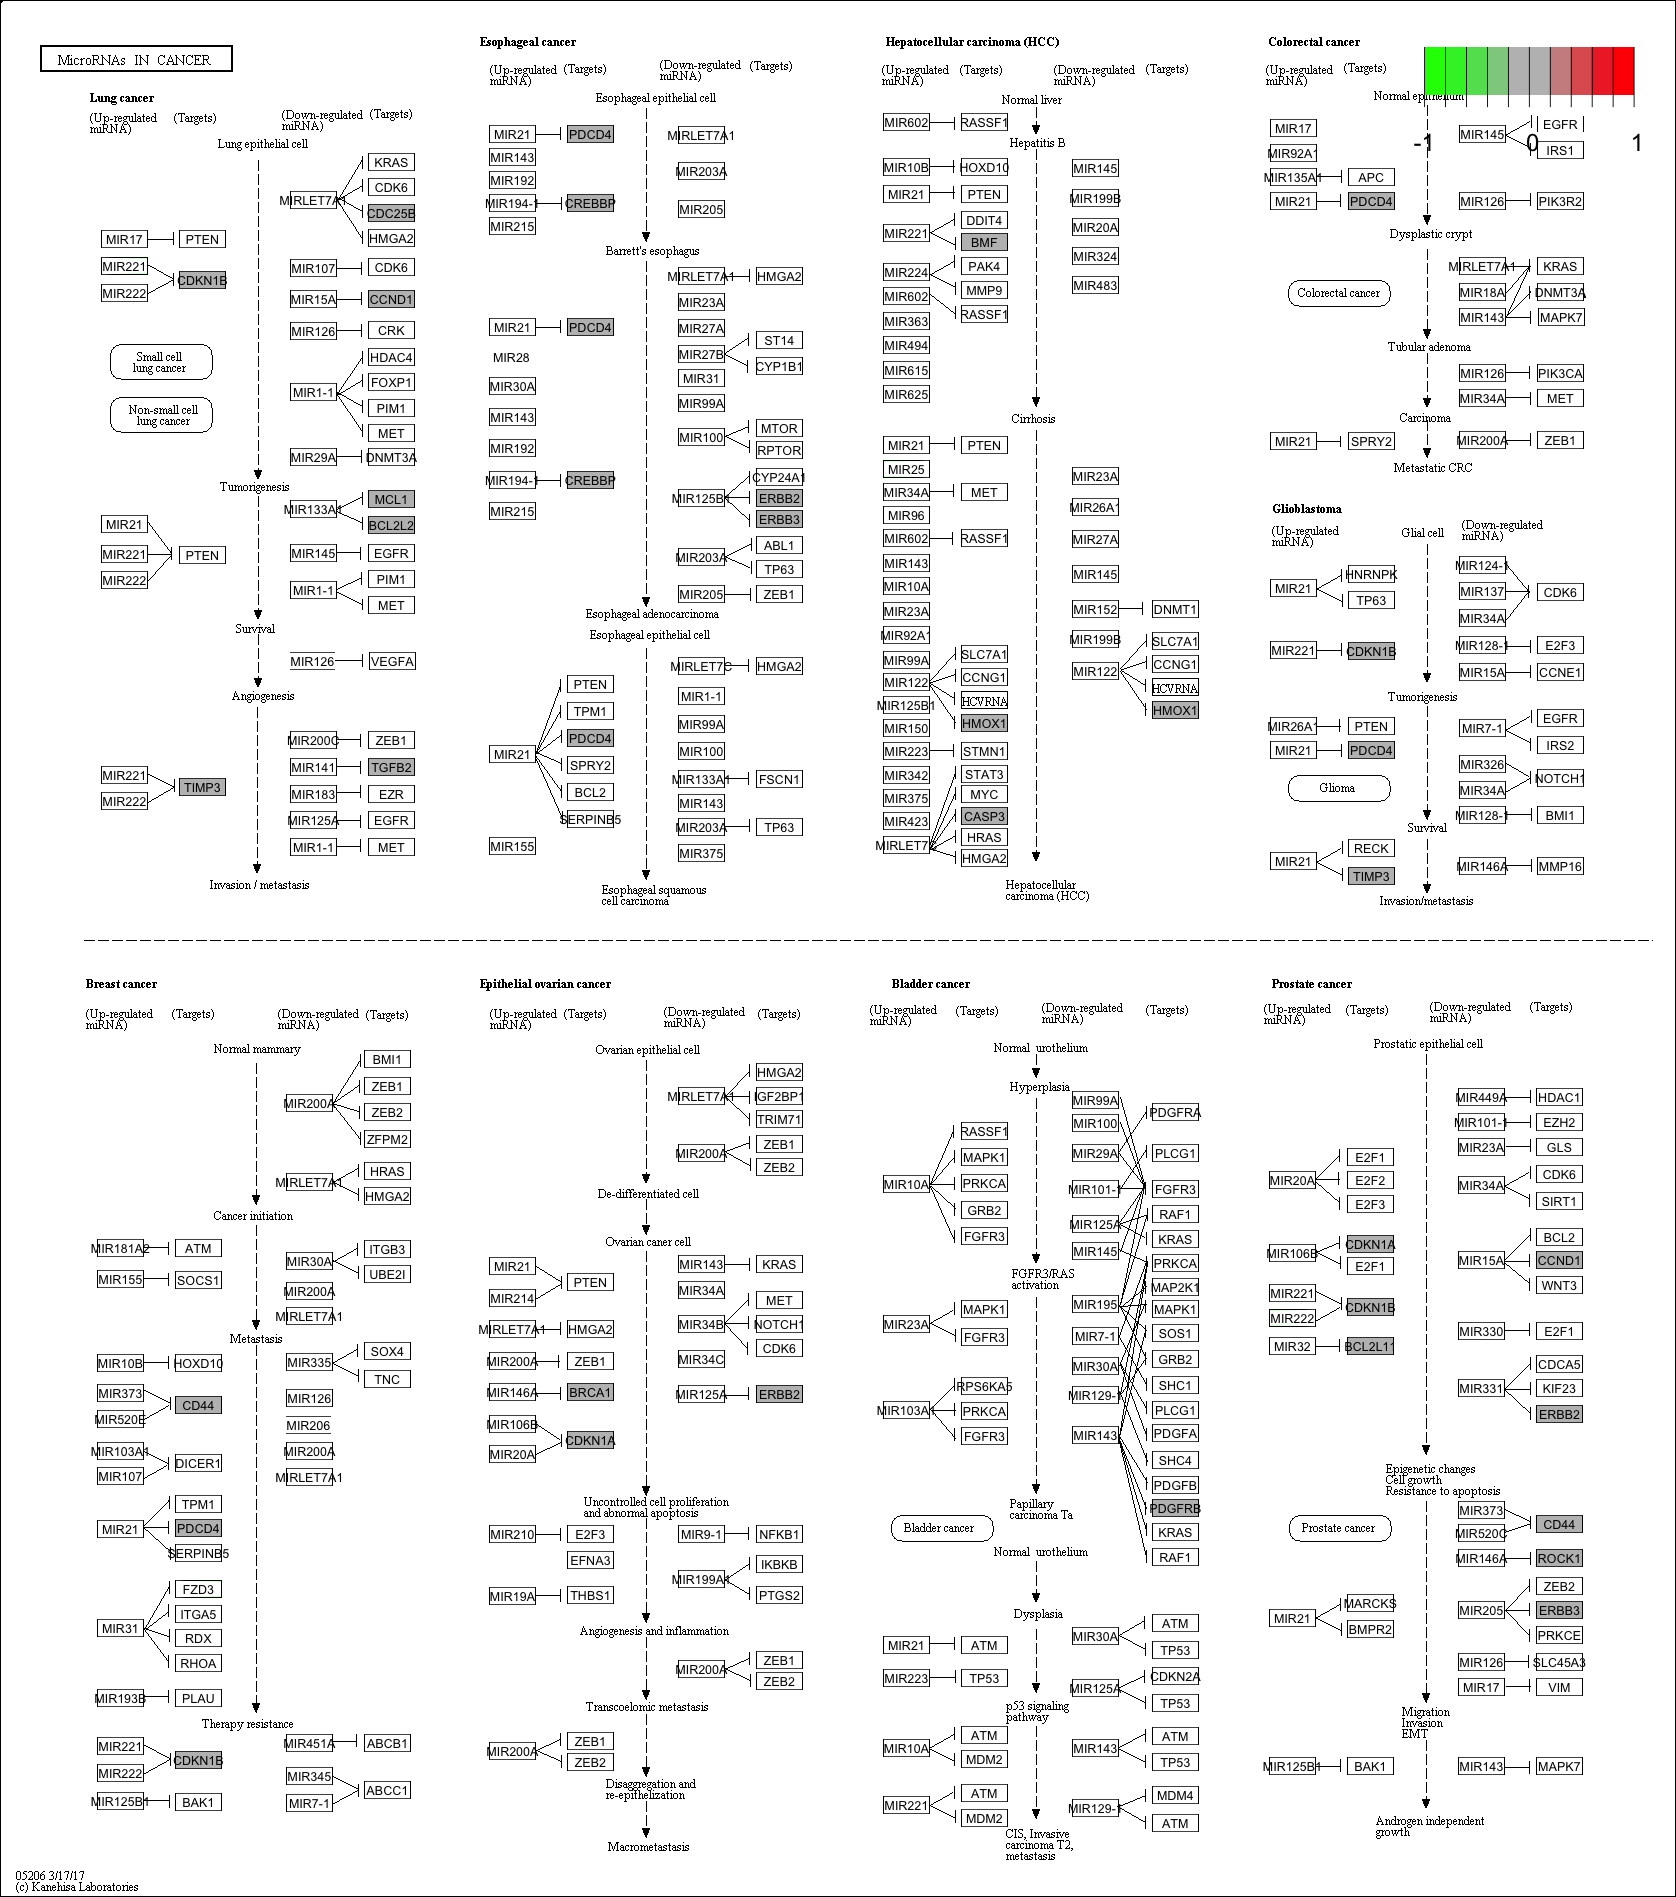 MicroRNAs IN CANCER
Lung cancer
(Up-regulated
miRNA)
(Targets)
(Down-regulated
miRNA)
(Targets)
Lung epithelial cell
KRAS
CDK6
MIRLET7A1
CDC25B
HMGA2
MIR17
PTEN
MIR221
MIR222
CDKN1B
MIR107
CDK6
MIR15A
CCND1
MIR126
CRK
Small cell
lung cancer
Non-small cell
lung cancer
HDAC4
FOXP1
MIR1-1
PIM1
MET
MIR29A
DNMT3A
Tumorigenesis
MIR133A1
MCL1
BCL2L2
MIR21
MIR221
MIR222
PTEN
MIR145
EGFR
MIR1-1
PIM1
MET
Survival
MIR126
VEGFA
Angiogenesis
MIR200C
ZEB1
MIR141
TGFB2
MIR221
MIR222
TIMP3
MIR183
EZR
MIR125A
EGFR
MIR1-1
MET
Invasion / metastasis
Esophageal cancer
(Up-regulated
miRNA)
(Targets)
(Down-regulated
miRNA)
(Targets)
Esophageal epithelial cell
MIR21
PDCD4
MIR143
MIR192
MIR194-1
CREBBP
MIR215
MIRLET7A1
MIR203A
MIR205
Barrett's esophagus
MIR21
PDCD4
MIR28
MIR30A
MIR143
MIR192
MIR194-1
CREBBP
MIR215
MIRLET7A1
HMGA2
MIR23A
MIR27A
MIR27B
ST14
CYP1B1
MIR31
MIR99A
MIR100
MTOR
RPTOR
MIR125B1
CYP24A1
ERBB2
ERBB3
MIR203A
ABL1
TP63
MIR205
ZEB1
Esophageal adenocarcinoma
Esophageal epithelial cell
MIR21
PTEN
TPM1
PDCD4
SPRY2
BCL2
SERPINB5
MIR155
MIRLET7C
HMGA2
MIR1-1
MIR99A
MIR100
MIR133A1
FSCN1
MIR143
MIR203A
TP63
MIR375
Esophageal squamous
cell carcinoma
Hepatocellular carcinoma (HCC)
(Up-regulated
miRNA)
(Targets)
(Down-regulated
miRNA)
(Targets)
Normal liver
MIR602
RASSF1
Hepatitis B
MIR10B
HOXD10
MIR21
PTEN
MIR221
DDIT4
BMF
MIR224
PAK4
MMP9
MIR602
RASSF1
MIR363
MIR494
MIR615
MIR625
MIR145
MIR199B
MIR20A
MIR324
MIR483
Cirrhosis
MIR21
PTEN
MIR25
MIR34A
MET
MIR96
MIR602
RASSF1
MIR143
MIR10A
MIR23A
MIR92A1
MIR99A
MIR122
SLC7A1
CCNG1
HCVRNA
HMOX1
MIR125B1
MIR150
MIR223
STMN1
MIR342
MIR375
MIR423
MIRLET7
STAT3
MYC
CASP3
HRAS
HMGA2
MIR23A
MIR26A1
MIR27A
MIR145
MIR152
DNMT1
MIR199B
MIR122
SLC7A1
CCNG1
HCVRNA
HMOX1
Hepatocellular
carcinoma (HCC)
Colorectal cancer
(Up-regulated
miRNA)
(Targets)
Normal epithelium
-1
0
1
MIR17
MIR92A1
MIR135A1
APC
MIR21
PDCD4
MIR145
EGFR
IRS1
MIR126
PIK3R2
Dysplastic crypt
Colorectal cancer
MIRLET7A1
KRAS
MIR18A
DNMT3A
MIR143
MAPK7
Tubular adenoma
MIR126
PIK3CA
MIR34A
MET
Carcinoma
MIR21
SPRY2
MIR200A
ZEB1
Metastatic CRC
Glioblastoma
(Up-regulated
miRNA)
Glial cell
(Down-regulated
miRNA)
MIR21
HNRNPK
TP63
MIR221
CDKN1B
MIR124-1
MIR137
MIR34A
CDK6
MIR128-1
E2F3
MIR15A
CCNE1
Tumorigenesis
MIR26A1
PTEN
MIR21
PDCD4
Glioma
MIR7-1
EGFR
IRS2
MIR326
MIR34A
NOTCH1
MIR128-1
BMI1
Survival
MIR21
RECK
TIMP3
MIR146A
MMP16
Invasion/metastasis
Breast cancer
(Up-regulated
miRNA)
(Targets)
(Down-regulated
miRNA)
(Targets)
Normal mammary
MIR200A
BMI1
ZEB1
ZEB2
ZFPM2
MIRLET7A1
HRAS
HMGA2
Cancer initiation
MIR181A2
ATM
MIR155
SOCS1
MIR30A
ITGB3
UBE2I
MIR200A
MIRLET7A1
Metastasis
MIR10B
HOXD10
MIR373
MIR520E
CD44
MIR103A1
MIR107
DICER1
MIR21
TPM1
PDCD4
SERPINB5
MIR31
FZD3
ITGA5
RDX
RHOA
MIR193B
PLAU
MIR335
SOX4
TNC
MIR126
MIR206
MIR200A
MIRLET7A1
Therapy resistance
MIR221
MIR222
CDKN1B
MIR125B1
BAK1
MIR451A
ABCB1
MIR345
MIR7-1
ABCC1
Epithelial ovarian cancer
(Up-regulated
miRNA)
(Targets)
(Down-regulated
miRNA)
(Targets)
Ovarian epithelial cell
MIRLET7A1
HMGA2
IGF2BP1
TRIM71
MIR200A
ZEB1
ZEB2
De-differentiated cell
Ovarian caner cell
MIR21
MIR214
PTEN
MIRLET7A1
HMGA2
MIR200A
ZEB1
MIR146A
BRCA1
MIR106B
MIR20A
CDKN1A
MIR143
KRAS
MIR34A
MIR34B
MET
NOTCH1
CDK6
MIR34C
MIR125A
ERBB2
Uncontrolled cell proliferation
and abnormal apoptosis
MIR210
E2F3
EFNA3
MIR19A
THBS1
MIR9-1
NFKB1
MIR199A1
IKBKB
PTGS2
Angiogenesis and inflammation
MIR200A
ZEB1
ZEB2
Transcoelomic metastasis
MIR200A
ZEB1
ZEB2
Disaggregation and
re-epithelization
Macrometastasis
Bladder cancer
(Up-regulated
miRNA)
(Targets)
(Down-regulated
miRNA)
(Targets)
Normal urothelium
Hyperplasia
MIR10A
RASSF1
MAPK1
PRKCA
GRB2
FGFR3
MIR99A
MIR100
MIR29A
MIR101-1
MIR125A
MIR145
MIR195
MIR7-1
MIR30A
MIR129-1
MIR143
PDGFRA
PLCG1
FGFR3
RAF1
KRAS
PRKCA
MAP2K1
MAPK1
SOS1
GRB2
SHC1
PLCG1
PDGFA
SHC4
PDGFB
PDGFRB
KRAS
RAF1
FGFR3/RAS
activation
MIR23A
MAPK1
FGFR3
MIR103A1
RPS6KA5
PRKCA
FGFR3
Papillary
carcinoma Ta
Bladder cancer
Normal urothelium
Dysplasia
MIR21
ATM
MIR223
TP53
MIR30A
ATM
TP53
MIR125A
CDKN2A
TP53
p53 signaling
pathway
MIR10A
ATM
MDM2
MIR221
ATM
MDM2
MIR143
ATM
TP53
MIR129-1
MDM4
ATM
CIS, Invasive
carcinoma T2,
metastasis
Prostate cancer
(Up-regulated
miRNA)
(Targets)
(Down-regulated
miRNA)
(Targets)
Prostatic epithelial cell
MIR20A
E2F1
E2F2
E2F3
MIR106B
CDKN1A
E2F1
MIR221
MIR222
CDKN1B
MIR32
BCL2L11
MIR449A
HDAC1
MIR101-1
EZH2
MIR23A
GLS
MIR34A
CDK6
SIRT1
MIR15A
BCL2
CCND1
WNT3
MIR330
E2F1
MIR331
CDCA5
KIF23
ERBB2
Epigenetic changes
Cell growth
Resistance to apoptosis
Prostate cancer
MIR21
MARCKS
BMPR2
MIR373
MIR520C
CD44
MIR146A
ROCK1
MIR205
ZEB2
ERBB3
PRKCE
MIR126
SLC45A3
MIR17
VIM
Migration
Invasion
EMT
MIR125B1
BAK1
MIR143
MAPK7
Androgen independent
growth
05206 3/17/17
(c) Kanehisa Laboratories